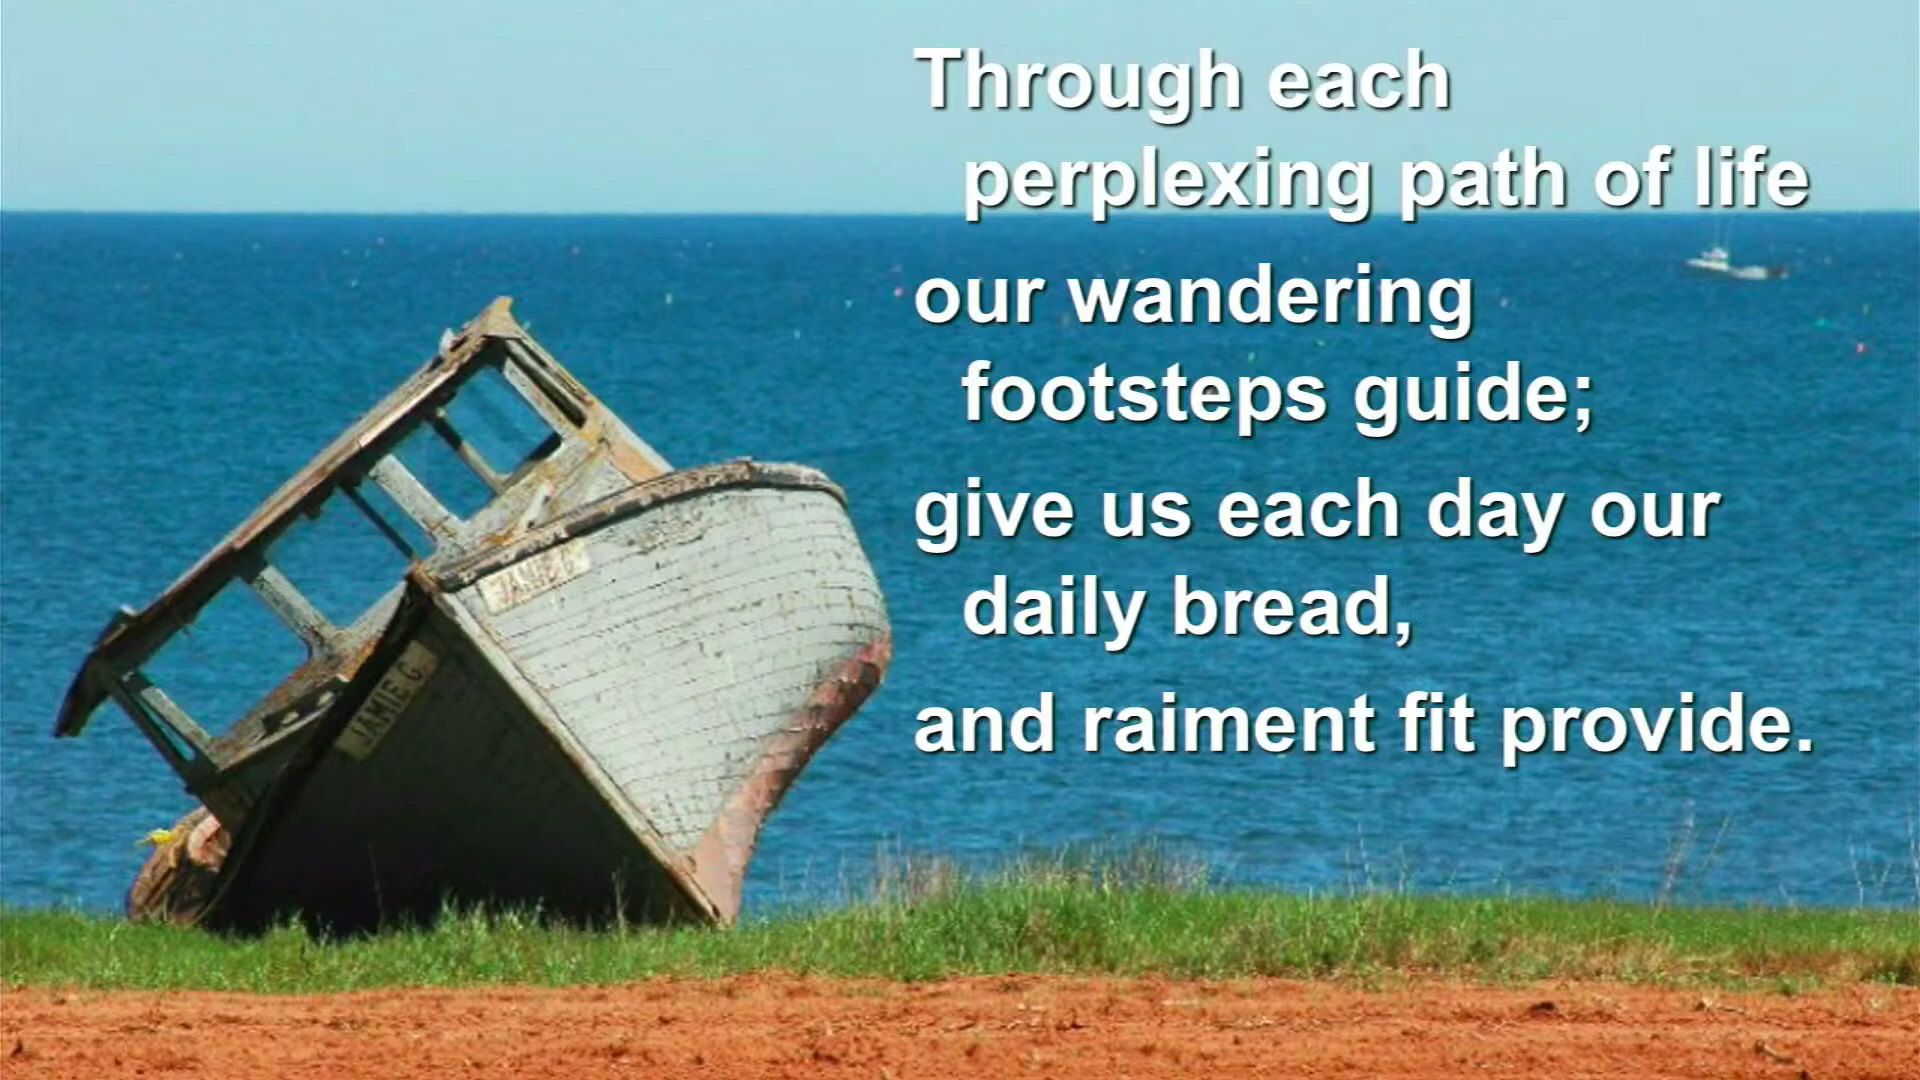 Through each
perplexing path of life
our wandering
footsteps guide;
give us each day our
daily bread,
and raiment fit provide.
JAMIE G.
JAMIE G.